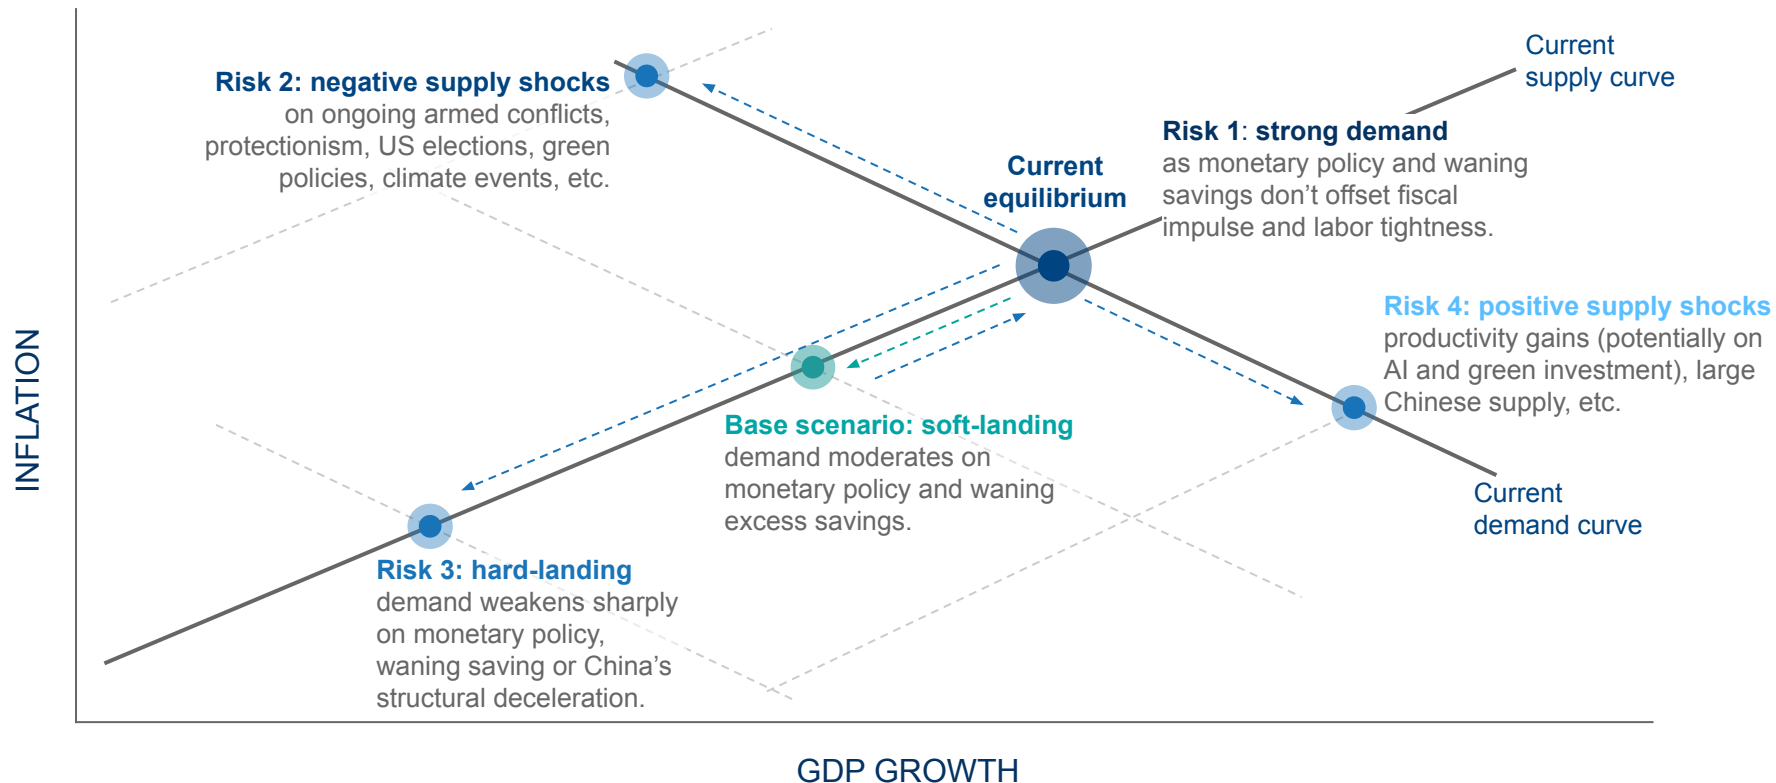 Current
supply curve
Risk 2: negative supply shocks
on ongoing armed conflicts,
protectionism, US elections, green
policies, climate events, etc.
Risk 1: strong demand
as monetary policy and waning
savings don’t offset fiscal
impulse and labor tightness.
Current
equilibrium
Risk 4: positive supply shocks
productivity gains (potentially on
AI and green investment), large
Chinese supply, etc.
INFLATION
Base scenario: soft-landing
demand moderates on
monetary policy and waning
excess savings.
Current
demand curve
Risk 3: hard-landing
demand weakens sharply
on monetary policy,
waning saving or China’s
structural deceleration.
GDP GROWTH